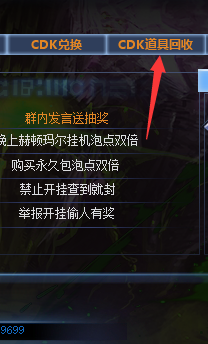 CDK兑换 CDK道具回收
群内发言送抽奖
晚上赫顿玛尔挂机泡点双倍
购买永久包泡点双倍
禁止开挂查到就封
举报开挂偷人有奖
9699